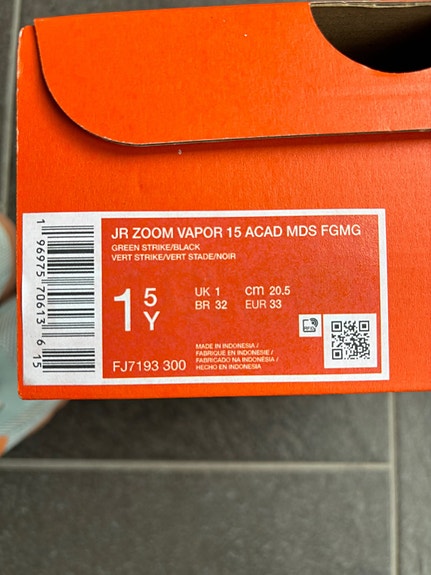 JR ZOOM VAPOR 15 ACAD MDS FGMG
GREEN STRIKE/BLACK
VERT STRIKE/VERT STADE/NOIR
1 5 Y
UK 1 cm 20.5
BR 32 EUR 33
FJ7193 300
MADE IN INDONESIA /
FABRIQUÉ EN INDONESIE /
FABRICADO NA INDONÉSIA /
HECHO EN INDONESIA
1 96975 70613 6 15